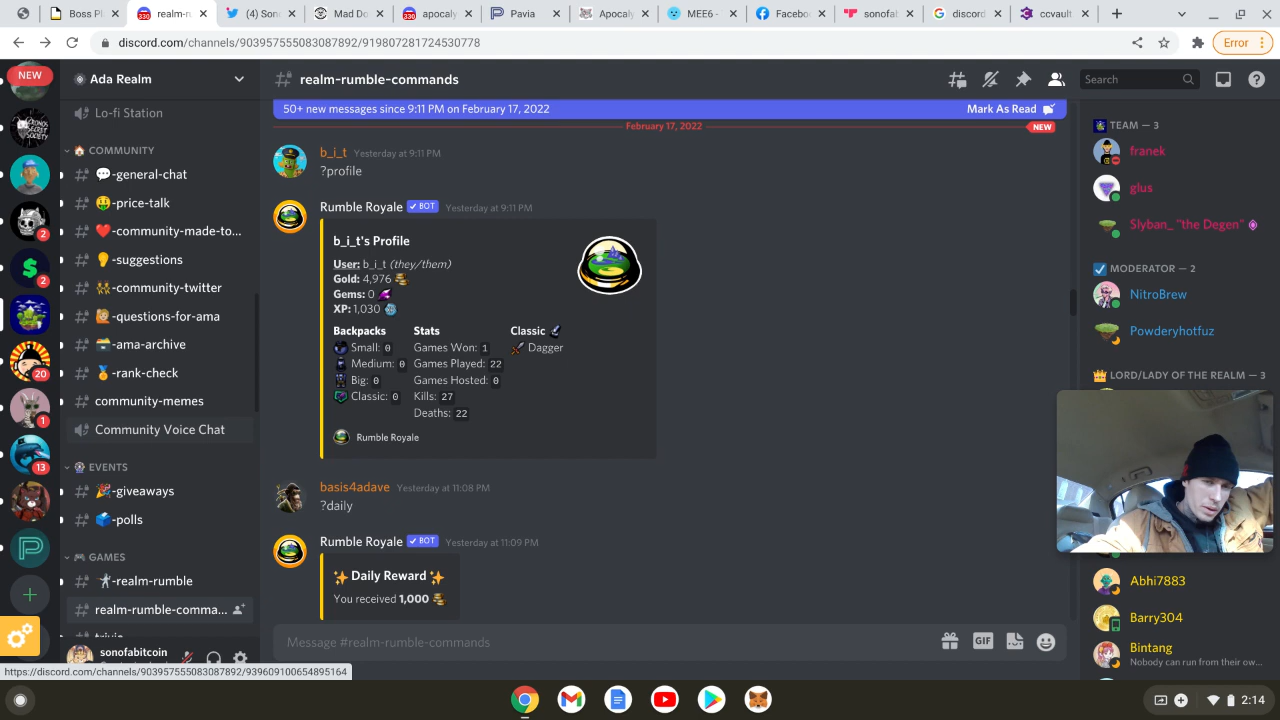 Boss Pl
realm-r
(4) Son
Mad Do
apocaly
Pavia
Apocaly
MEE6 -
Facebo
sonofab
discord
ccvault
discord.com/channels/903957555083087892/919807281724530778
Error
NEW
Ada Realm
realm-rumble-commands
Search
50+ new messages since 9:11 PM on February 17, 2022
Mark As Read
February 17, 2022
NEW
Lo-fi Station
COMMUNITY
-general-chat
-price-talk
-community-made-to...
-suggestions
-community-twitter
-questions-for-ama
-ama-archive
-rank-check
community-memes
Community Voice Chat
EVENTS
-giveaways
-polls
GAMES
-realm-rumble
realm-rumble-comma...
trivia
sonofabitcoin
2
2
20
1
13
b_i_t Yesterday at 9:11 PM
?profile
Rumble Royale BOT Yesterday at 9:11 PM
b_i_t's Profile
User: b_i_t (they/them)
Gold: 4,976
Gems: 0
XP: 1,030
Backpacks Stats Classic
Small: 0 Games Won: 1 Dagger
Medium: 0 Games Played: 22
Big: 0 Games Hosted: 0
Classic: 0 Kills: 27
Deaths: 22
Rumble Royale
basis4adave Yesterday at 11:08 PM
?daily
Rumble Royale BOT Yesterday at 11:09 PM
Daily Reward
You received 1,000
Message #realm-rumble-commands
GIF
TEAM — 3
franek
glus
Slyban_ "the Degen"
MODERATOR — 2
NitroBrew
Powderyhotfuz
LORD/LADY OF THE REALM — 3
Abhi7883
Barry304
Bintang
Nobody can run from their ow...
https://discord.com/channels/903957555083087892/939609100654895164
2:14